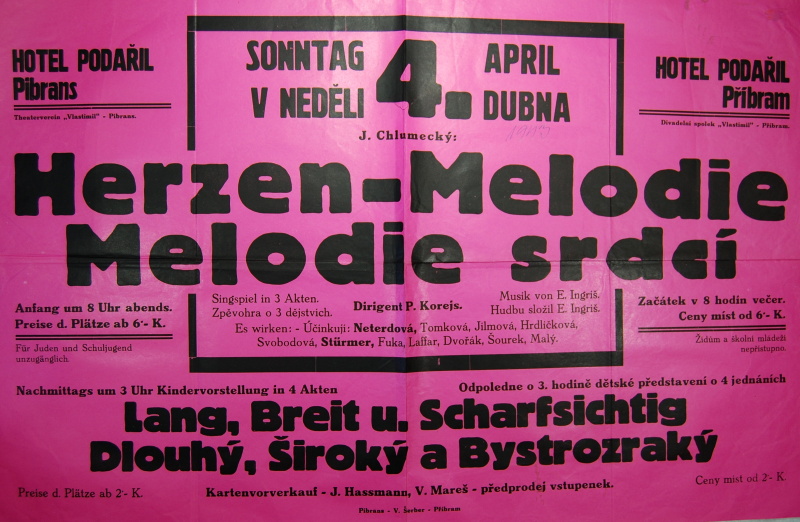 HOTEL PODAŘIL
Pibrans
Theaterverein „Vlastimil" - Pibrans.
SONNTAG 4. APRIL
V NEDĚLI DUBNA
HOTEL PODAŘIL
Příbram
Divadelní spolek „Vlastimil" - Příbram.
J. Chlumecký:
Herzen-Melodie
Melodie srdcí
Anfang um 8 Uhr abends.
Preise d. Plätze ab 6·- K.
Für Juden und Schuljugend
unzugänglich.
Singspiel in 3 Akten.
Zpěvohra o 3 dějstvích.
Dirigent P. Korejs.
Musik von E. Ingriš.
Hudbu složil E. Ingriš.
Es wirken: - Účinkují: Neterdová, Tomková, Jilmová, Hrdličková,
Svobodová, Stürmer, Fuka, Laffar, Dvořák, Šourek, Malý.
Začátek v 8 hodin večer.
Ceny míst od 6·- K.
Židům a školní mládeži
nepřístupno.
Nachmittags um 3 Uhr Kindervorstellung in 4 Akten
Odpoledne o 3. hodině dětské představení o 4 jednáních
Lang, Breit u. Scharfsichtig
Dlouhý, Široký a Bystrozraký
Preise d. Plätze ab 2·- K.
Kartenvorverkauf - J. Hassmann, V. Mareš - předprodej vstupenek.
Ceny míst od 2·- K.
Pibrans - V. Šerber - Příbram